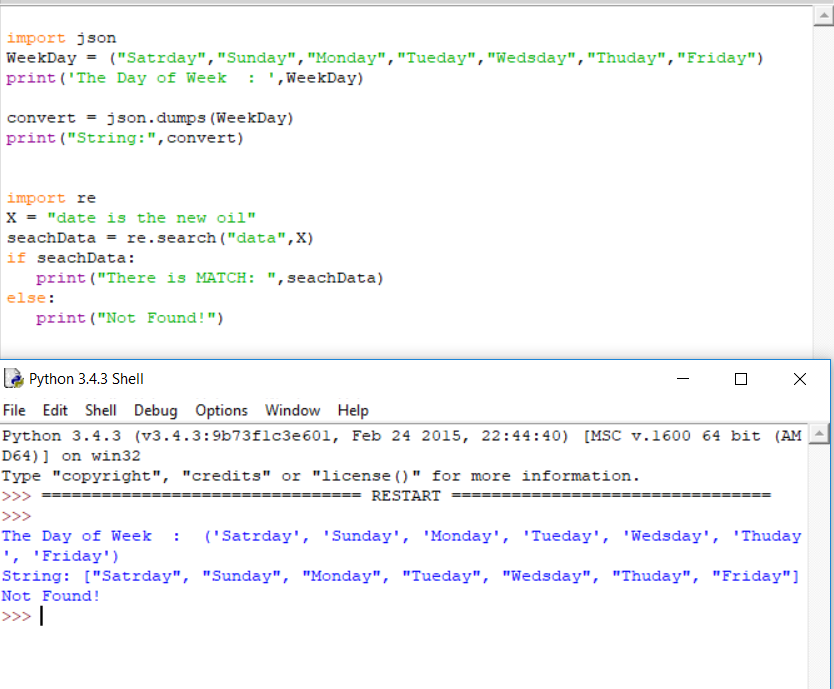 import json
WeekDay = ("Satrday","Sunday","Monday","Tueday","Wedsday","Thuday","Friday")
print('The Day of Week  : ',WeekDay)
convert = json.dumps(WeekDay)
print("String:",convert)
import re
X = "date is the new oil"
seachData = re.search("data",X)
if seachData:
   print("There is MATCH: ",seachData)
else:
   print("Not Found!")
Python 3.4.3 Shell
File Edit Shell Debug Options Window Help
Python 3.4.3 (v3.4.3:9b73f1c3e601, Feb 24 2015, 22:44:40) [MSC v.1600 64 bit (AM
D64)] on win32
Type "copyright", "credits" or "license()" for more information.
>>> ================================ RESTART ================================
>>>
The Day of Week  :  ('Satrday', 'Sunday', 'Monday', 'Tueday', 'Wedsday', 'Thuday
', 'Friday')
String: ["Satrday", "Sunday", "Monday", "Tueday", "Wedsday", "Thuday", "Friday"]
Not Found!
>>>